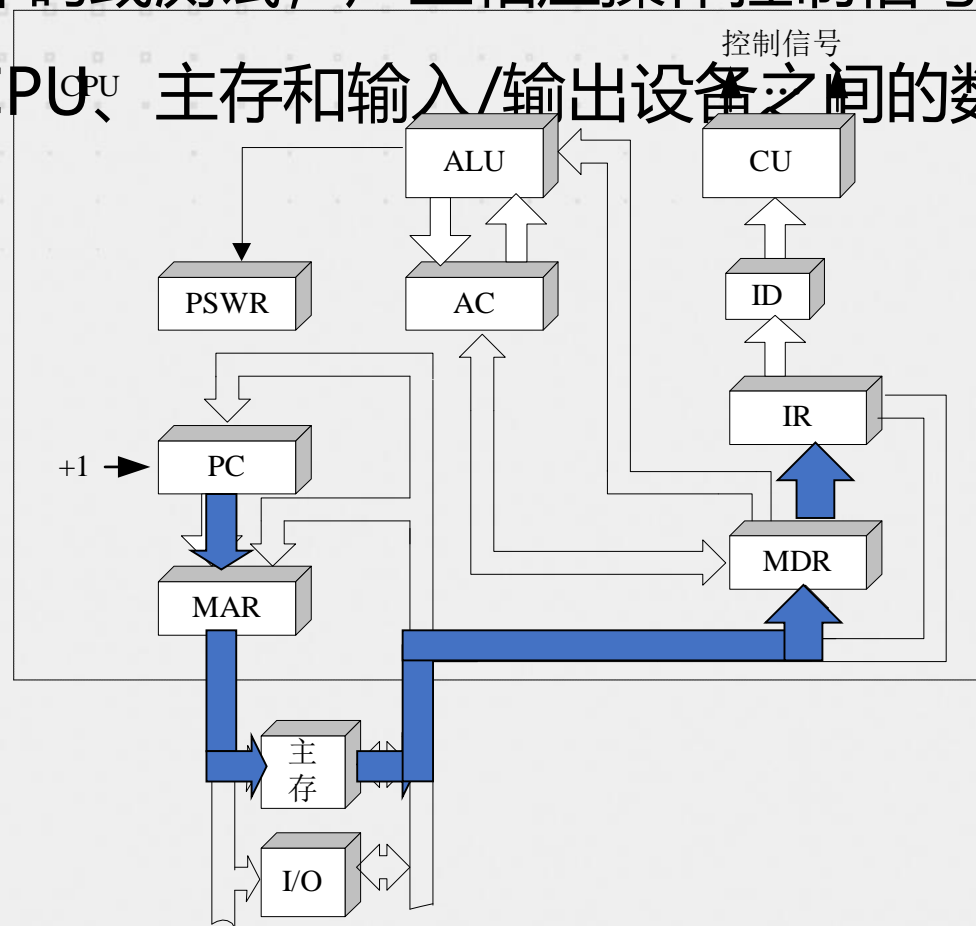 控制信号
CPU、主存和输入/输出设备之间的数
CPU
ALU
CU
PSWR
AC
ID
IR
+1
PC
MDR
MAR
主
存
I/O